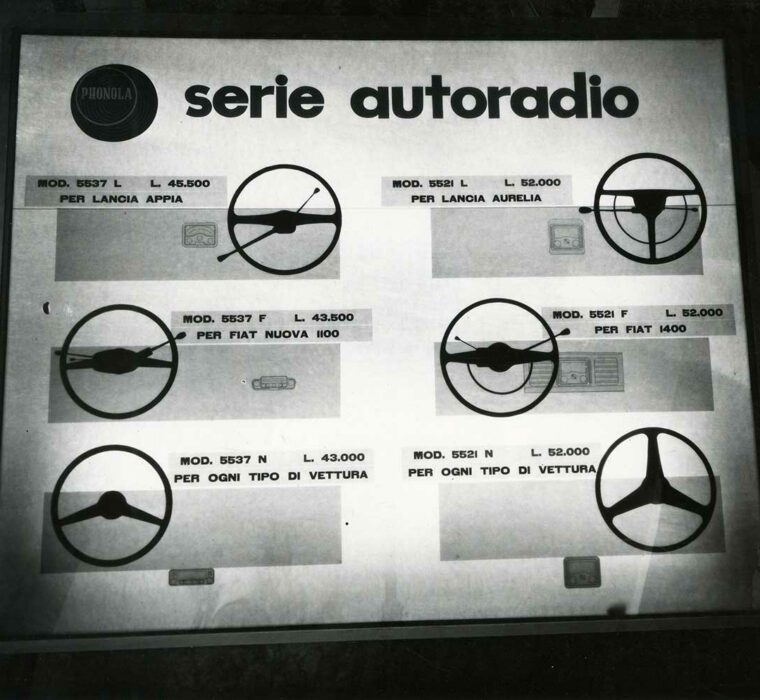 PHONOLA
serie autoradio
MOD. 5537 L L. 45.500
PER LANCIA APPIA
MOD. 5521 L L. 52.000
PER LANCIA AURELIA
MOD. 5537 F L. 43.500
PER FIAT NUOVA 1100
MOD. 5521 F L. 52.000
PER FIAT 1400
MOD. 5537 N L. 43.000
PER OGNI TIPO DI VETTURA
MOD. 5521 N L. 52.000
PER OGNI TIPO DI VETTURA